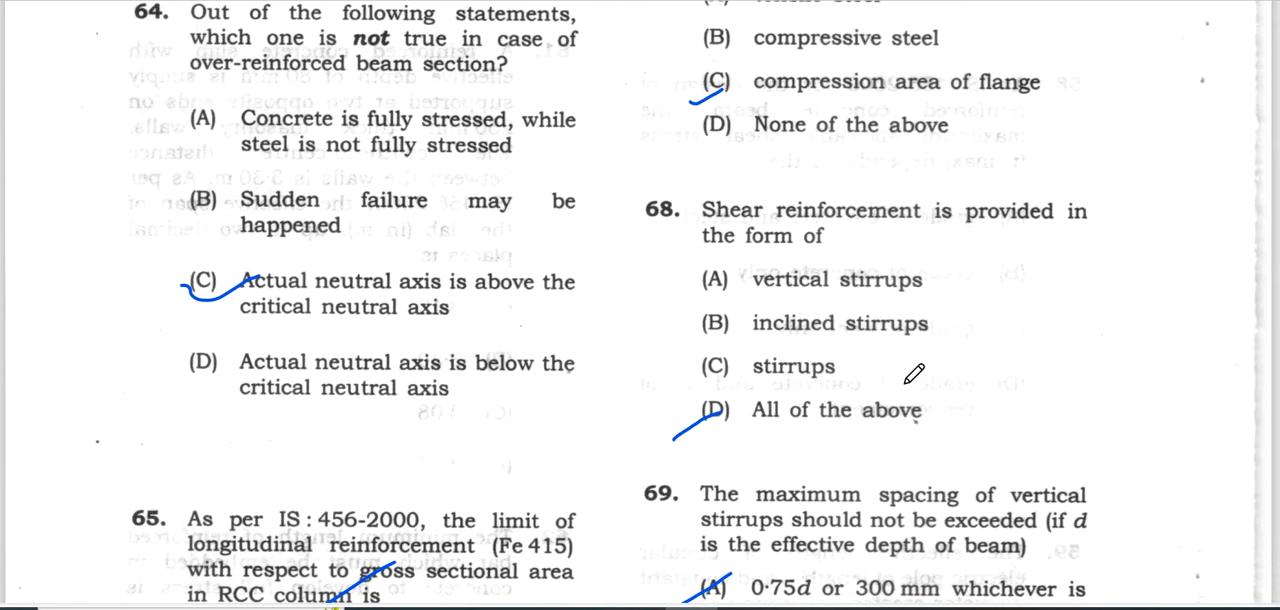 64. Out of the following statements,
which one is not true in case of
over-reinforced beam section?
(A) Concrete is fully stressed, while
steel is not fully stressed
(B) Sudden failure may be
happened
(C) Actual neutral axis is above the
critical neutral axis
(D) Actual neutral axis is below the
critical neutral axis
65. As per IS : 456-2000, the limit of
longitudinal reinforcement (Fe 415)
with respect to gross sectional area
in RCC column is
(B) compressive steel
(C) compression area of flange
(D) None of the above
68. Shear reinforcement is provided in
the form of
(A) vertical stirrups
(B) inclined stirrups
(C) stirrups
(D) All of the above
69. The maximum spacing of vertical
stirrups should not be exceeded (if d
is the effective depth of beam)
(A) 0·75d or 300 mm whichever is